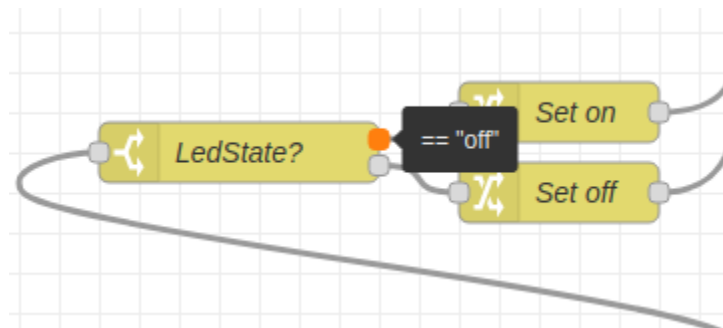 Set on
== "off"
LedState?
Set off